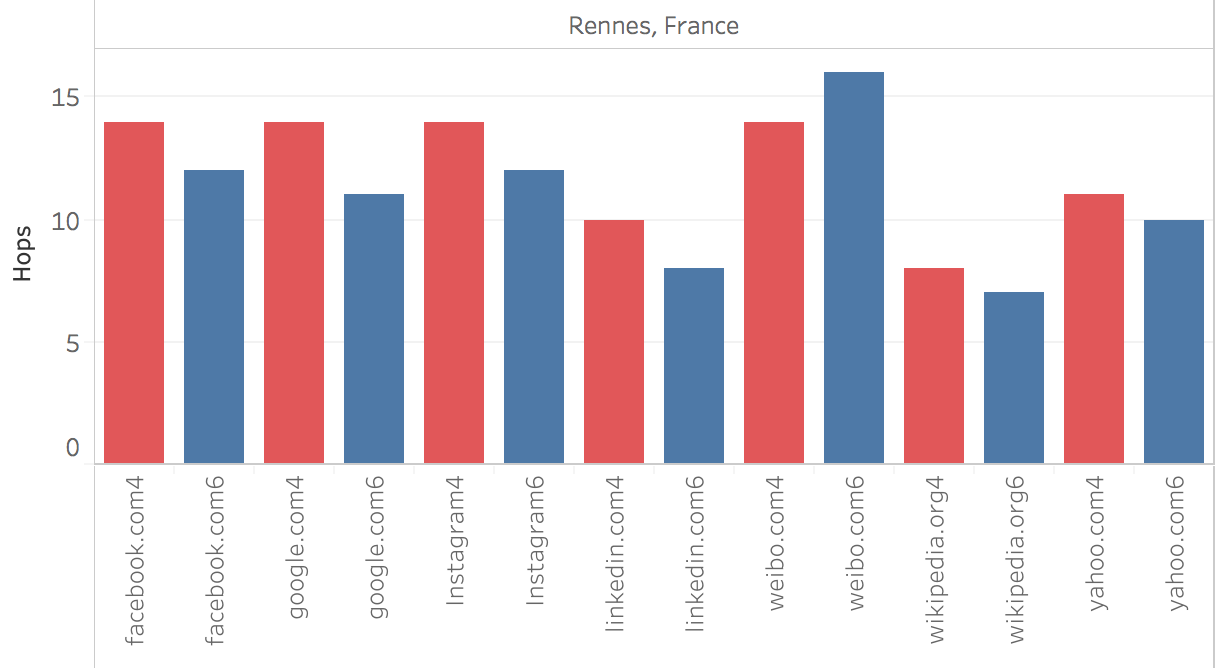 Rennes, France
15
10
5
0
Hops
facebook.com4
facebook.com6
google.com4
google.com6
Instagram4
Instagram6
linkedin.com4
linkedin.com6
weibo.com4
weibo.com6
wikipedia.org4
wikipedia.org6
yahoo.com4
yahoo.com6